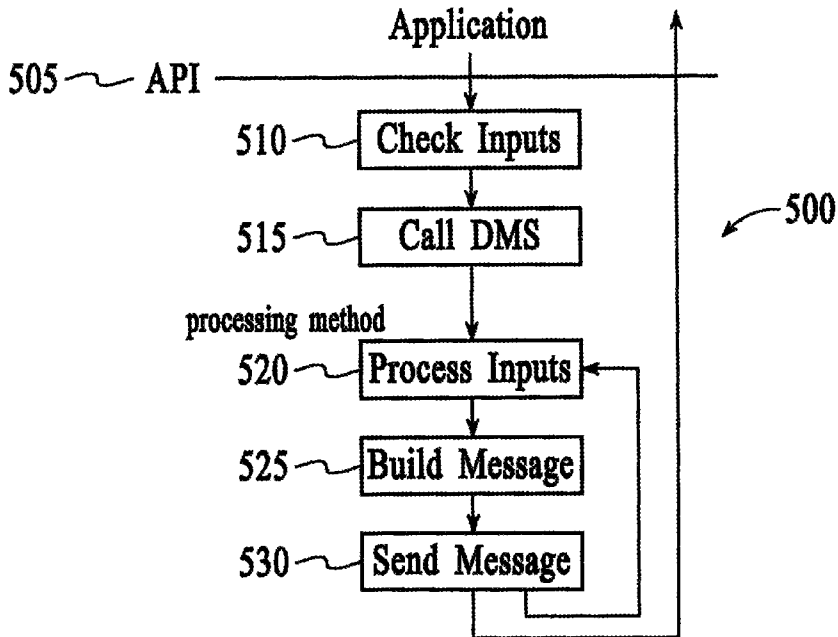 Application
505 API
510 Check Inputs
515 Call DMS
500
processing method
520 Process Inputs
525 Build Message
530 Send Message